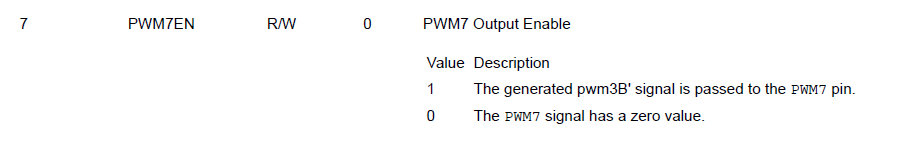 7 PWM7EN R/W 0 PWM7 Output Enable
Value Description
1 The generated pwm3B' signal is passed to the PWM7 pin.
0 The PWM7 signal has a zero value.